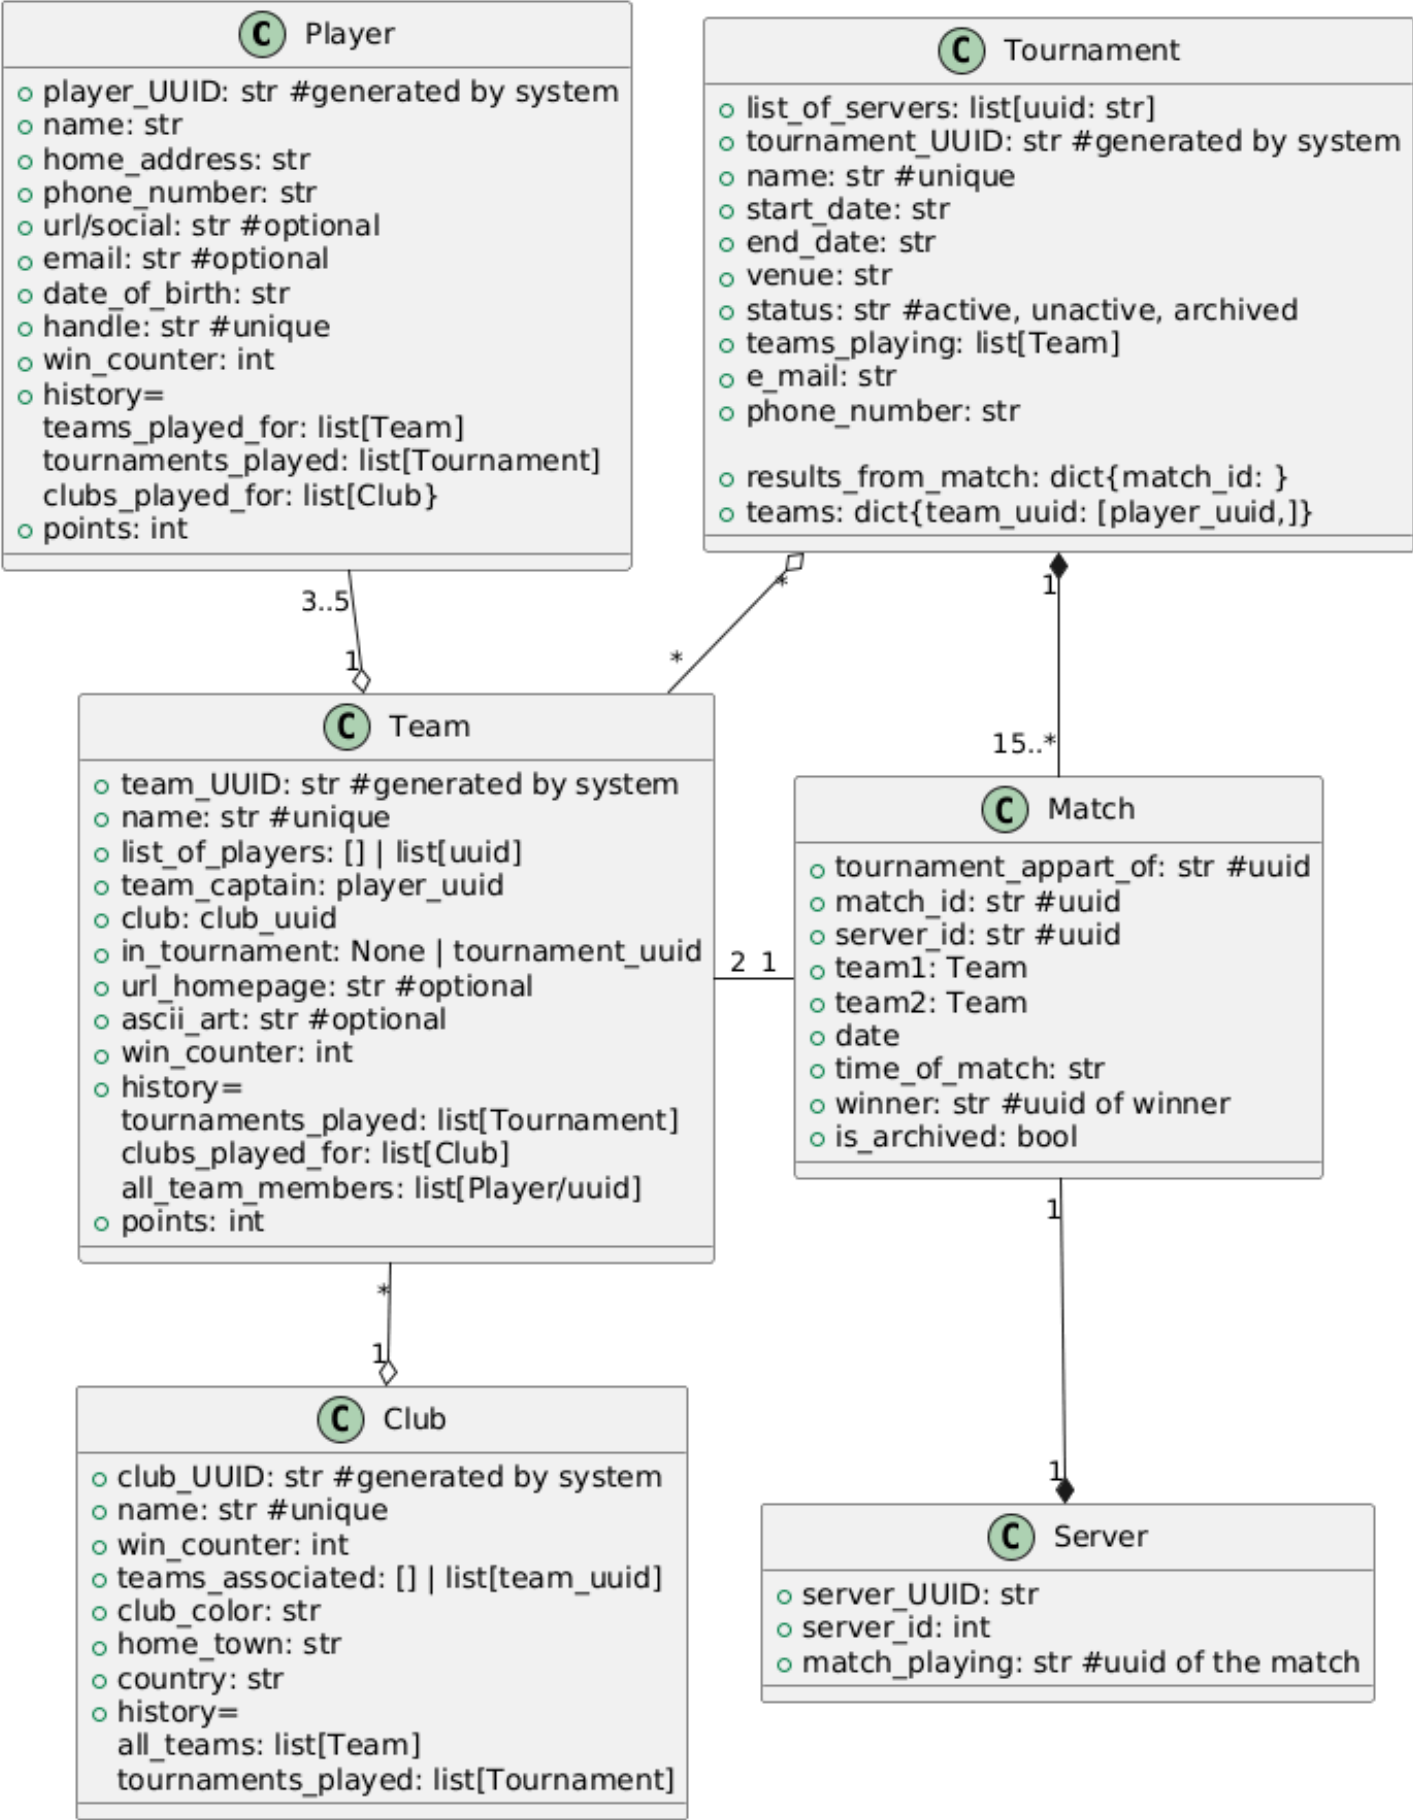 C Player
player_UUID: str #generated by system
name: str
home_address: str
phone_number: str
url/social: str #optional
email: str #optional
date_of_birth: str
handle: str #unique
win_counter: int
history=
teams_played_for: list[Team]
tournaments_played: list[Tournament]
clubs_played_for: list[Club}
points: int
C Tournament
list_of_servers: list[uuid: str]
tournament_UUID: str #generated by system
name: str #unique
start_date: str
end_date: str
venue: str
status: str #active, unactive, archived
teams_playing: list[Team]
e_mail: str
phone_number: str
results_from_match: dict{match_id: }
teams: dict{team_uuid: [player_uuid,]}
3..5
1
*
*
1
15..*
C Team
team_UUID: str #generated by system
name: str #unique
list_of_players: [] | list[uuid]
team_captain: player_uuid
club: club_uuid
in_tournament: None | tournament_uuid
url_homepage: str #optional
ascii_art: str #optional
win_counter: int
history=
tournaments_played: list[Tournament]
clubs_played_for: list[Club]
all_team_members: list[Player/uuid]
points: int
2 1
C Match
tournament_appart_of: str #uuid
match_id: str #uuid
server_id: str #uuid
team1: Team
team2: Team
date
time_of_match: str
winner: str #uuid of winner
is_archived: bool
*
1
1
1
C Club
club_UUID: str #generated by system
name: str #unique
win_counter: int
teams_associated: [] | list[team_uuid]
club_color: str
home_town: str
country: str
history=
all_teams: list[Team]
tournaments_played: list[Tournament]
C Server
server_UUID: str
server_id: int
match_playing: str #uuid of the match